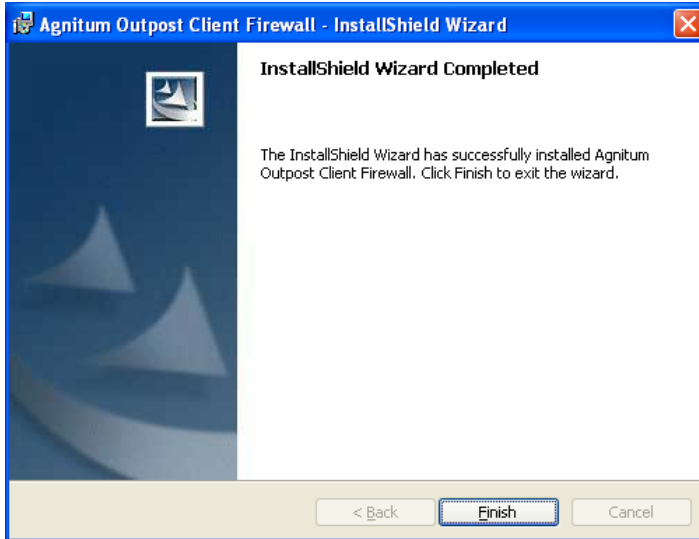 Agnitum Outpost Client Firewall - InstallShield Wizard
InstallShield Wizard Completed
The InstallShield Wizard has successfully installed Agnitum
Outpost Client Firewall. Click Finish to exit the wizard.
< Back
Finish
Cancel